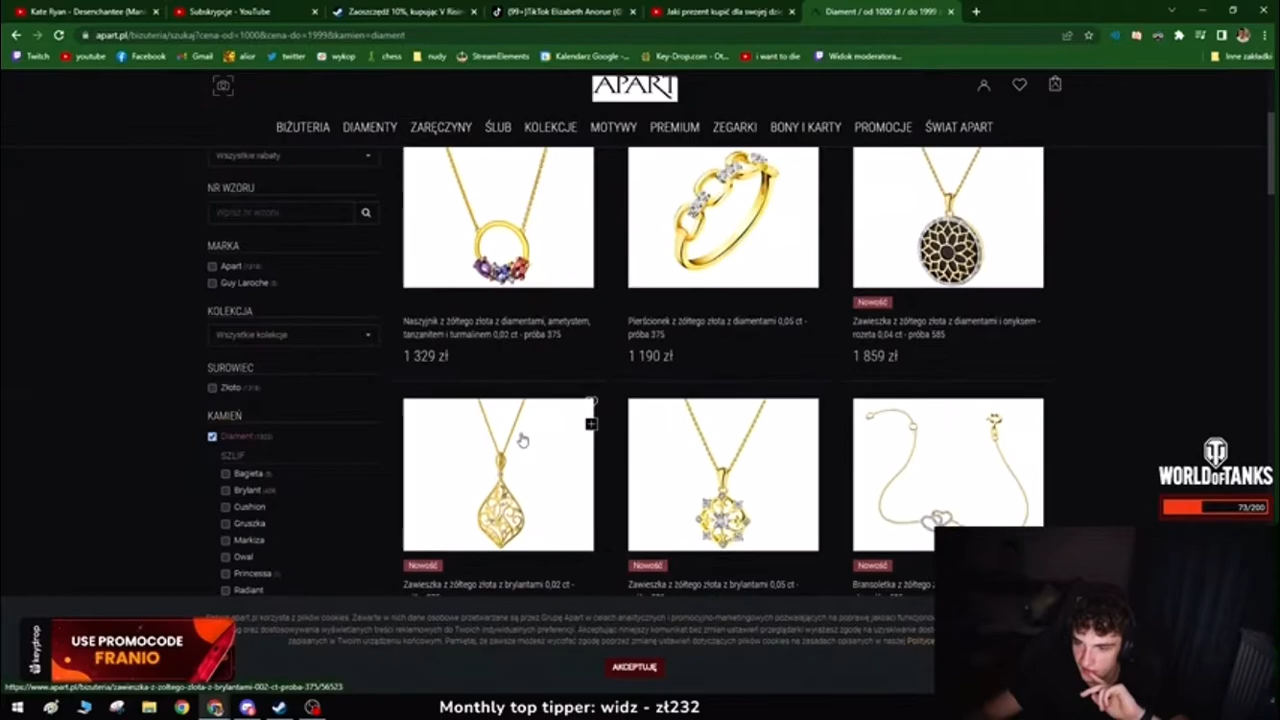 Kate Ryan - Desenchantee (Mar
Subskrypcje - YouTube
Zaoszczędź 10%, kupując V Risin
(99+)TikTok Elizabeth Anorue (@
Jaki prezent kupić dla swojej dzie
Diament / od 1000 zł / do 1999 z
apart.pl/bizuteria/szukaj?cena-od=1000&cena-do=1999&kamien=diament
Twitch
youtube
Facebook
Gmail
alior
twitter
wykop
chess
nudy
StreamElements
Kalendarz Google -...
Key-Drop.com - Ot...
i want to die
Widok moderatora...
Inne zakładki
APART
BIŻUTERIA DIAMENTY ZARĘCZYNY ŚLUB KOLEKCJE MOTYWY PREMIUM ZEGARKI BONY I KARTY PROMOCJE ŚWIAT APART
Wszystkie rabaty
NR WZORU
MARKA
Apart
Guy Laroche
KOLEKCJA
Wszystkie kolekcje
SUROWIEC
Złoto
KAMIEŃ
Diament
SZLIF
Bagieta
Brylant
Cushion
Gruszka
Markiza
Owal
Princessa
Radiant
Naszyjnik z żółtego złota z diamentami, ametystem,
tanzanitem i turmalinem 0,02 ct - próba 375
1 329 zł
Pierścionek z żółtego złota z diamentami 0,05 ct -
próba 375
1 190 zł
Nowość
Zawieszka z żółtego złota z diamentami i onyksem -
rozeta 0,04 ct - próba 585
1 859 zł
Nowość
Zawieszka z żółtego złota z brylantami 0,02 ct -
Nowość
Zawieszka z żółtego złota z brylantami 0,05 ct -
Nowość
Bransoletka z żółtego z
WORLD OF TANKS
73/200
AKCEPTUJĘ
keydrop
USE PROMOCODE
FRANIO
https://www.apart.pl/bizuteria/zawieszka-z-zoltego-zlota-z-brylantami-002-ct-proba-375/56523
Monthly top tipper: widz - zł232